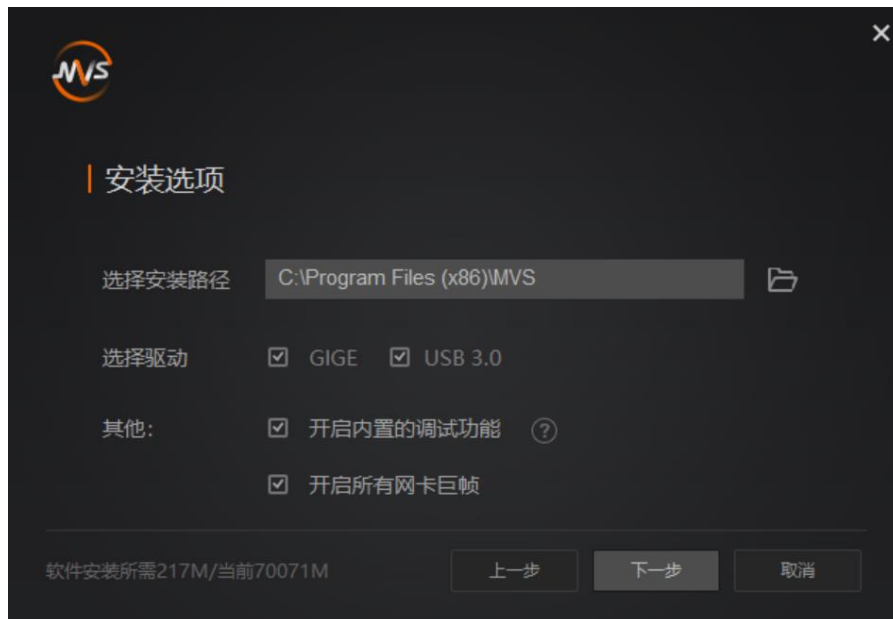 MVS
安装选项
选择安装路径 C:\Program Files (x86)\MVS
选择驱动 GIGE USB 3.0
其他: 开启内置的调试功能 ?
开启所有网卡巨帧
软件安装所需217M/当前70071M 上一步 下一步 取消